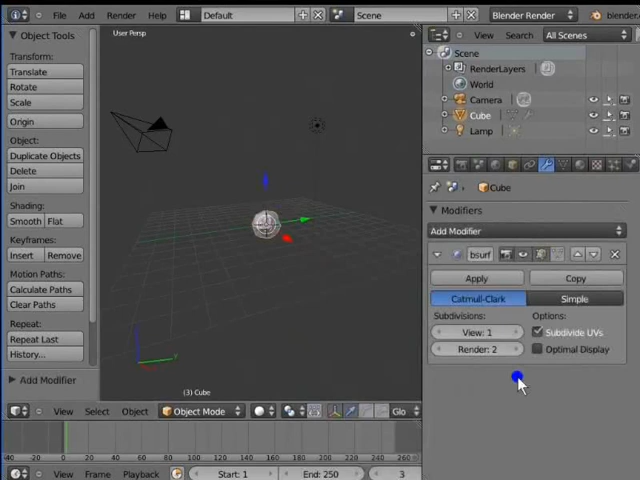 File Add Render Help Default Scene Blender Render
User Persp
View Search All Scenes
Object Tools
Transform:
Translate
Rotate
Scale
Origin
Object:
Duplicate Objects
Delete
Join
Shading:
Smooth Flat
Keyframes:
Insert Remove
Motion Paths:
Calculate Paths
Clear Paths
Repeat:
Repeat Last
History...
Add Modifier
(3) Cube
Scene
RenderLayers
World
Camera
Cube
Lamp
Cube
Modifiers
Add Modifier
bsurf
Apply Copy
Catmull-Clark Simple
Subdivisions: Options:
View: 1 Subdivide UVs
Render: 2 Optimal Display
View Select Object Object Mode Glo
-40 -20 0 20 40 60 80 100 120 140 160 180 200 220 240 260
View Frame Playback Start: 1 End: 250 3